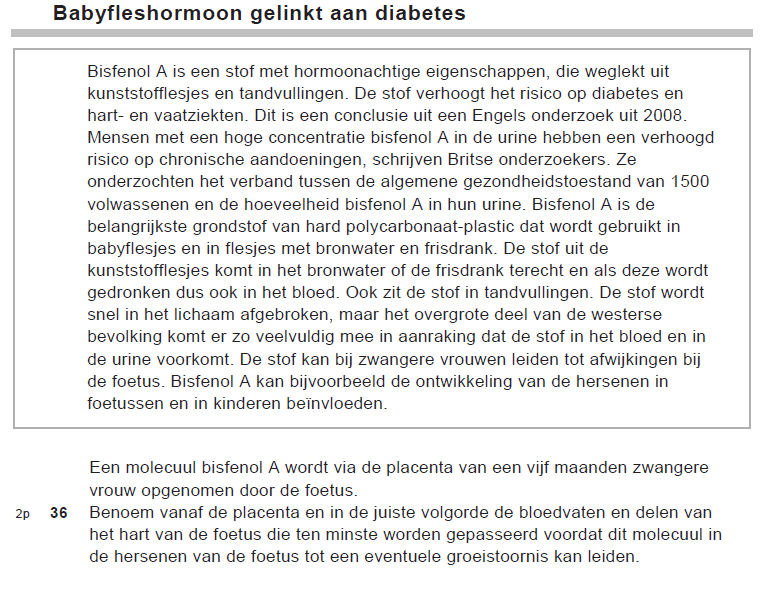 Babyfleshormoon gelinkt aan diabetes
Bisfenol A is een stof met hormoonachtige eigenschappen, die weglekt uit
kunststofflesjes en tandvullingen. De stof verhoogt het risico op diabetes en
hart- en vaatziekten. Dit is een conclusie uit een Engels onderzoek uit 2008.
Mensen met een hoge concentratie bisfenol A in de urine hebben een verhoogd
risico op chronische aandoeningen, schrijven Britse onderzoekers. Ze
onderzochten het verband tussen de algemene gezondheidstoestand van 1500
volwassenen en de hoeveelheid bisfenol A in hun urine. Bisfenol A is de
belangrijkste grondstof van hard polycarbonaat-plastic dat wordt gebruikt in
babyflesjes en in flesjes met bronwater en frisdrank. De stof uit de
kunststofflesjes komt in het bronwater of de frisdrank terecht en als deze wordt
gedronken dus ook in het bloed. Ook zit de stof in tandvullingen. De stof wordt
snel in het lichaam afgebroken, maar het overgrote deel van de westerse
bevolking komt er zo veelvuldig mee in aanraking dat de stof in het bloed en in
de urine voorkomt. De stof kan bij zwangere vrouwen leiden tot afwijkingen bij
de foetus. Bisfenol A kan bijvoorbeeld de ontwikkeling van de hersenen in
foetussen en in kinderen beïnvloeden.
Een molecuul bisfenol A wordt via de placenta van een vijf maanden zwangere
vrouw opgenomen door de foetus.
2p 36 Benoem vanaf de placenta en in de juiste volgorde de bloedvaten en delen van
het hart van de foetus die ten minste worden gepasseerd voordat dit molecuul in
de hersenen van de foetus tot een eventuele groeistoornis kan leiden.